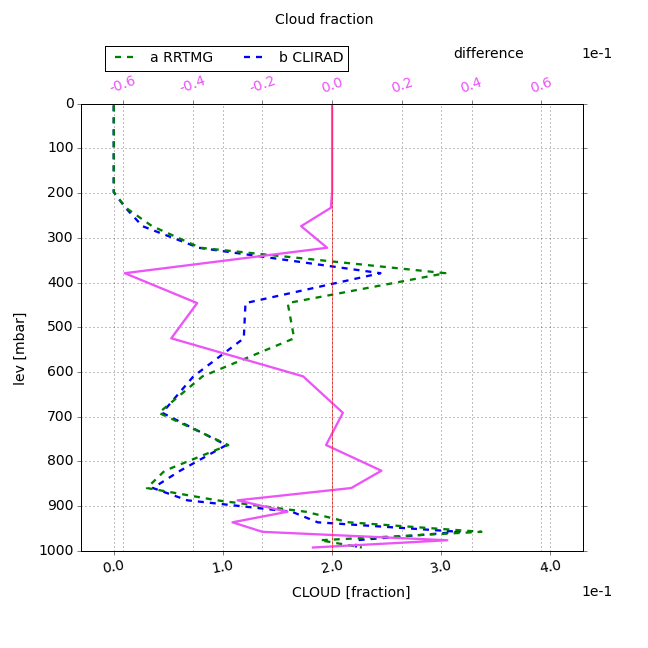 Cloud fraction
a RRTMG b CLIRAD difference 1e-1
-0.6 -0.4 -0.2 0.0 0.2 0.4 0.6
0
100
200
300
400
500
600
700
800
900
1000
lev [mbar]
0.0 1.0 2.0 3.0 4.0
CLOUD [fraction] 1e-1